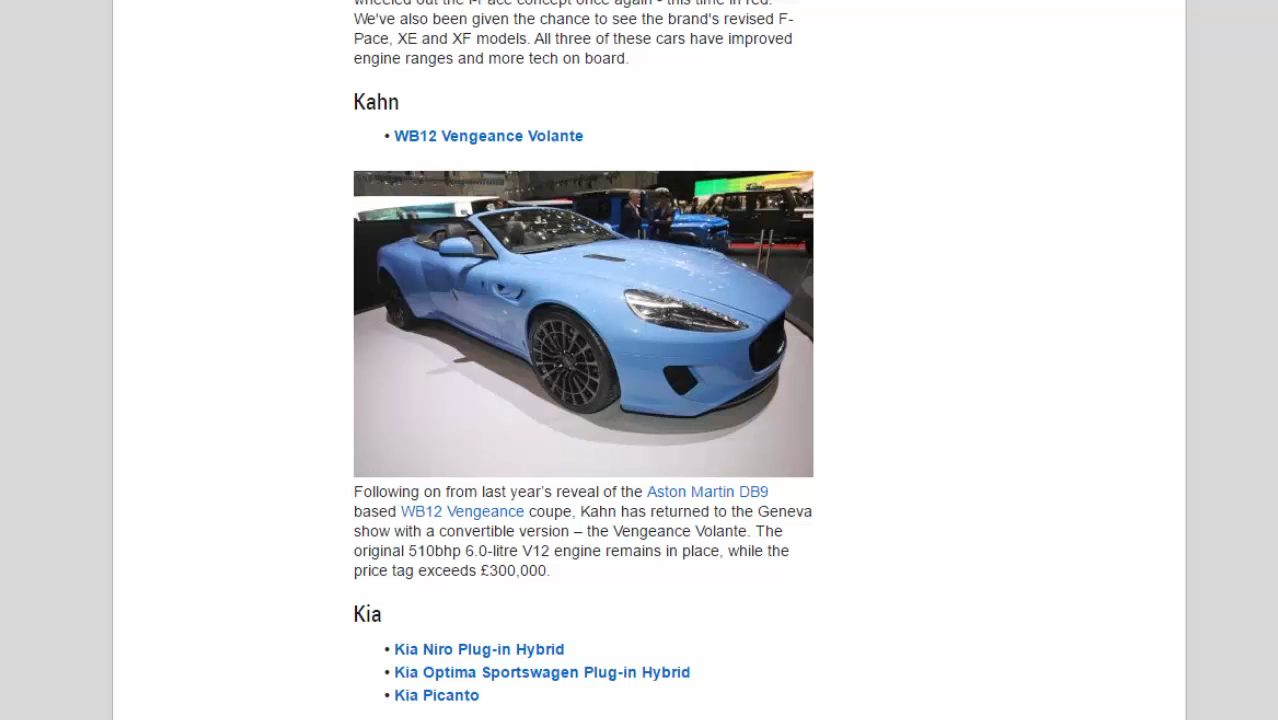 wheeled out the I-Pace concept once again - this time in red.
We've also been given the chance to see the brand's revised F-
Pace, XE and XF models. All three of these cars have improved
engine ranges and more tech on board.
Kahn
• WB12 Vengeance Volante
Following on from last year's reveal of the Aston Martin DB9
based WB12 Vengeance coupe, Kahn has returned to the Geneva
show with a convertible version – the Vengeance Volante. The
original 510bhp 6.0-litre V12 engine remains in place, while the
price tag exceeds £300,000.
Kia
• Kia Niro Plug-in Hybrid
• Kia Optima Sportswagen Plug-in Hybrid
• Kia Picanto